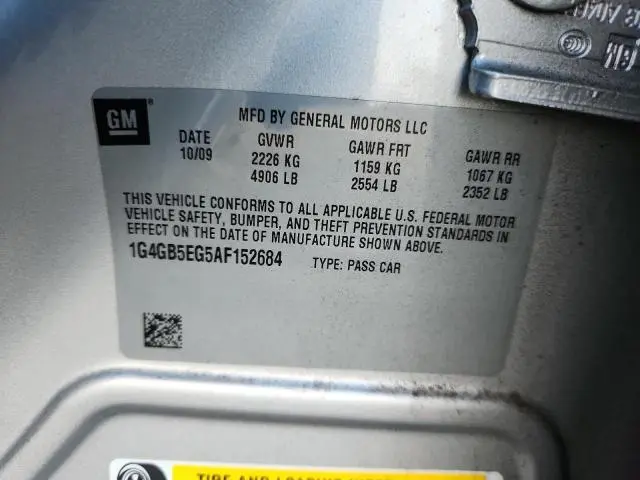 GM
GM
MFD BY GENERAL MOTORS LLC
DATE GVWR GAWR FRT GAWR RR
10/09 2226 KG 1159 KG 1067 KG
4906 LB 2554 LB 2352 LB
THIS VEHICLE CONFORMS TO ALL APPLICABLE U.S. FEDERAL MOTOR
VEHICLE SAFETY, BUMPER, AND THEFT PREVENTION STANDARDS IN
EFFECT ON THE DATE OF MANUFACTURE SHOWN ABOVE.
1G4GB5EG5AF152684 TYPE: PASS CAR
TIRE AND LOADING